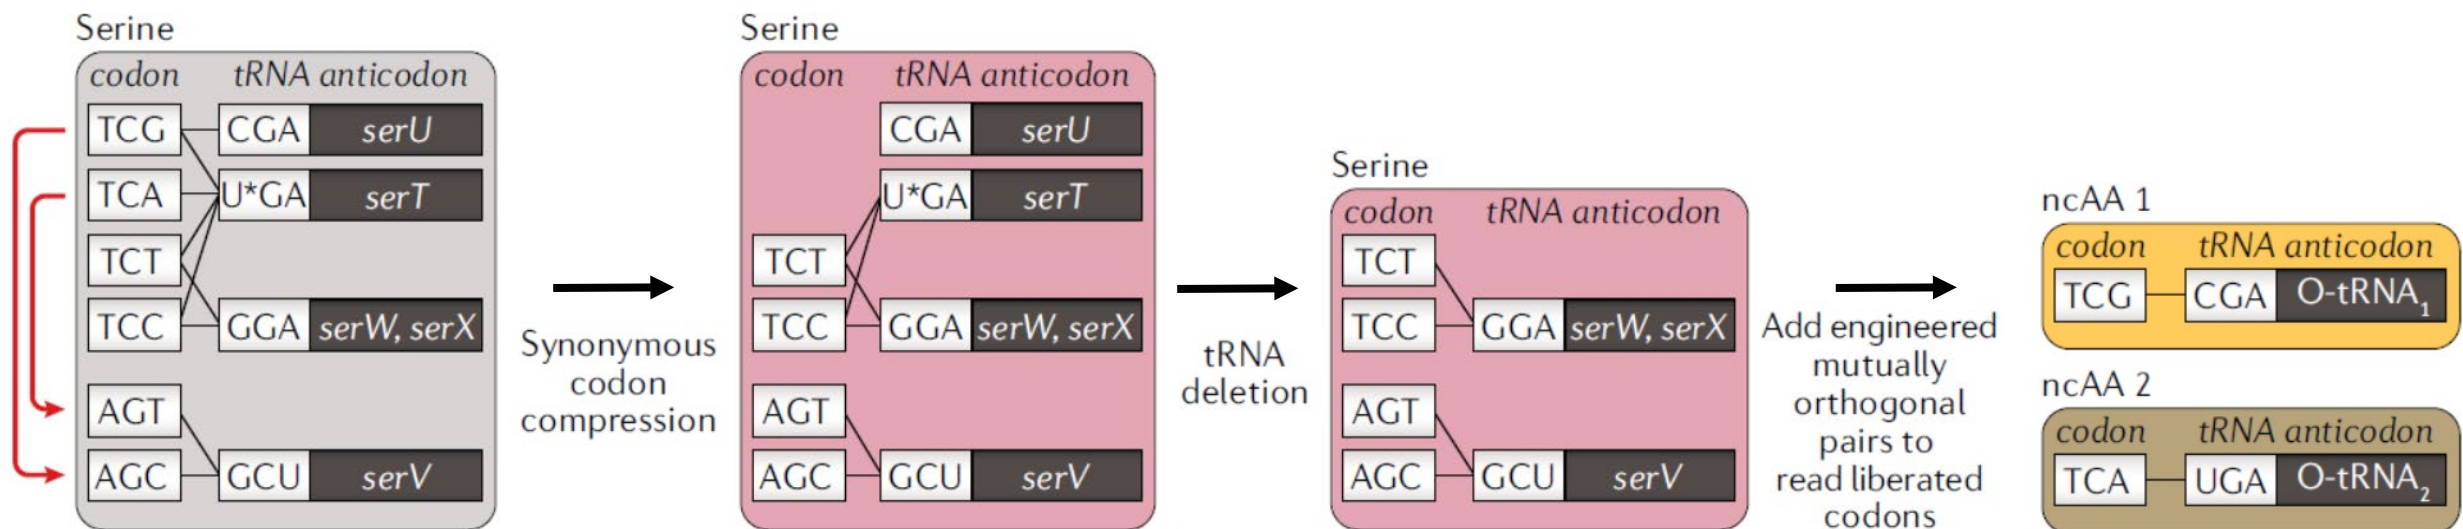 Serine
codon tRNA anticodon
TCG CGA serU
TCA U*GA serT
TCT
TCC GGA serW, serX
AGT
AGC GCU serV
Synonymous
codon
compression
Serine
codon tRNA anticodon
CGA serU
U*GA serT
TCT
TCC GGA serW, serX
AGT
AGC GCU serV
tRNA
deletion
Serine
codon tRNA anticodon
TCT
TCC GGA serW, serX
AGT
AGC GCU serV
Add engineered
mutually
orthogonal
pairs to
read liberated
codons
ncAA 1
codon tRNA anticodon
TCG CGA O-tRNA₁
ncAA 2
codon tRNA anticodon
TCA UGA O-tRNA₂